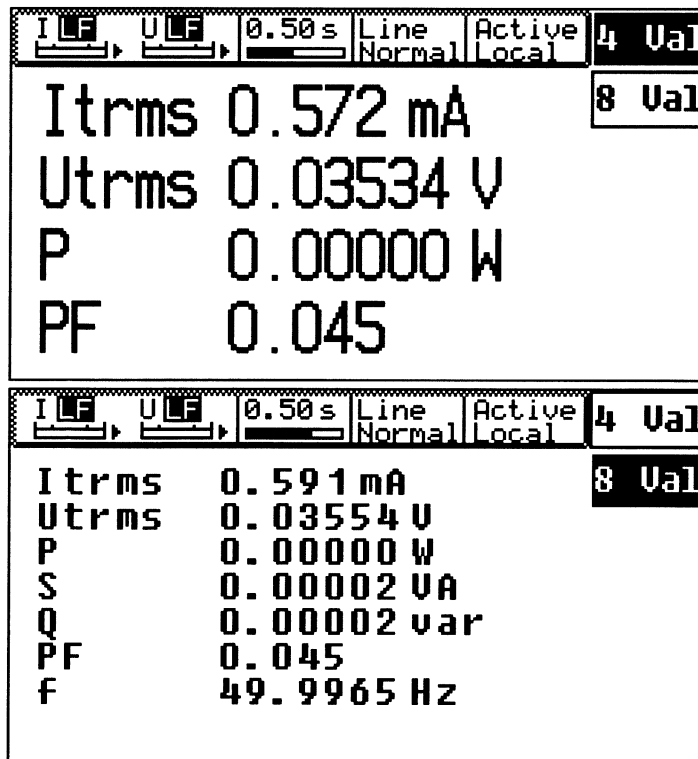 I LF U LF 0.50 s Line Normal Active Local 4 Val
8 Val
Itrms 0.572 mA
Utrms 0.03534 V
P 0.00000 W
PF 0.045
I LF U LF 0.50 s Line Normal Active Local 4 Val
8 Val
Itrms 0.591 mA
Utrms 0.03554 V
P 0.00000 W
S 0.00002 VA
Q 0.00002 var
PF 0.045
f 49.9965 Hz